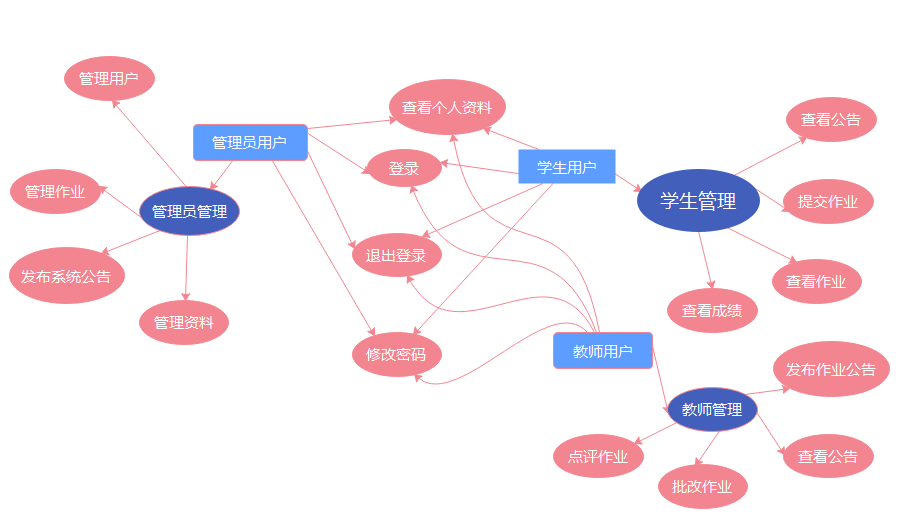 管理用户
查看个人资料
查看公告
管理员用户
登录
学生用户
管理作业
管理员管理
学生管理
提交作业
退出登录
发布系统公告
查看作业
管理资料
查看成绩
修改密码
教师用户
发布作业公告
教师管理
点评作业
查看公告
批改作业